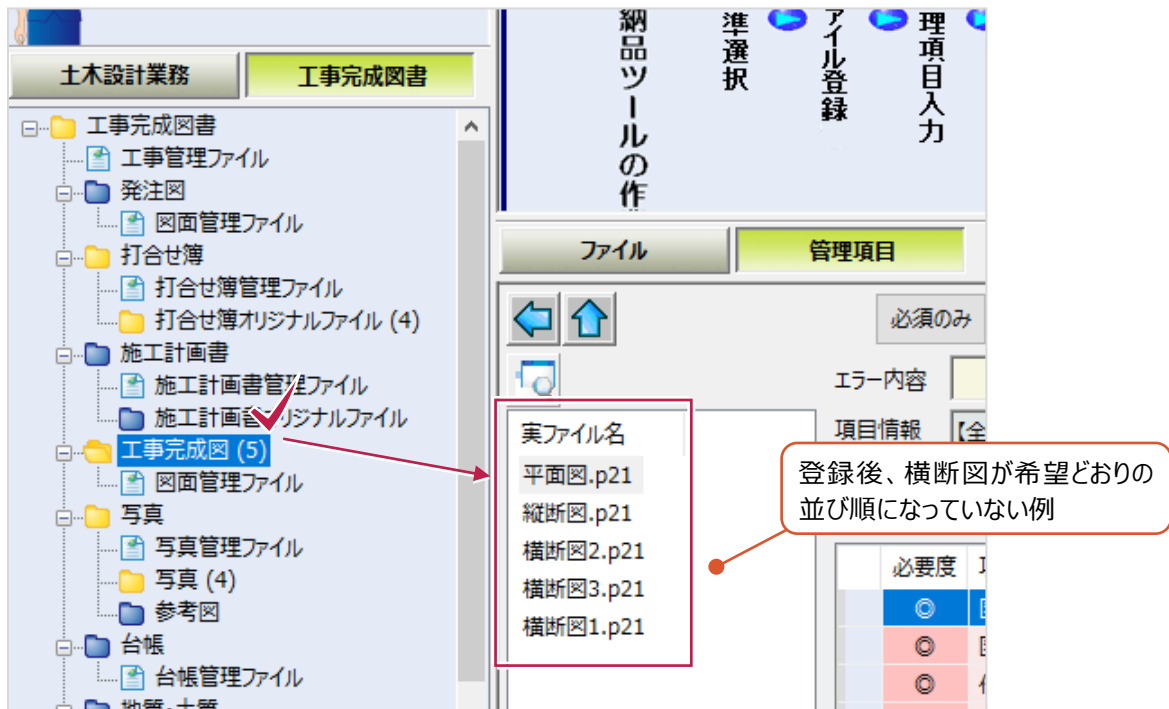 納品ツールの作
準選択
ァイル登録
理項目入力
土木設計業務
工事完成図書
工事完成図書
工事管理ファイル
発注図
図面管理ファイル
打合せ簿
打合せ簿管理ファイル
打合せ簿オリジナルファイル (4)
施工計画書
施工計画書管理ファイル
施工計画書オリジナルファイル
工事完成図 (5)
図面管理ファイル
写真
写真管理ファイル
写真 (4)
参考図
台帳
台帳管理ファイル
地質・土質
ファイル
管理項目
必須のみ
エラー内容
項目情報
【全
実ファイル名
平面図.p21
縦断図.p21
横断図2.p21
横断図3.p21
横断図1.p21
登録後、横断図が希望どおりの
並び順になっていない例
必要度
◎
◎
◎